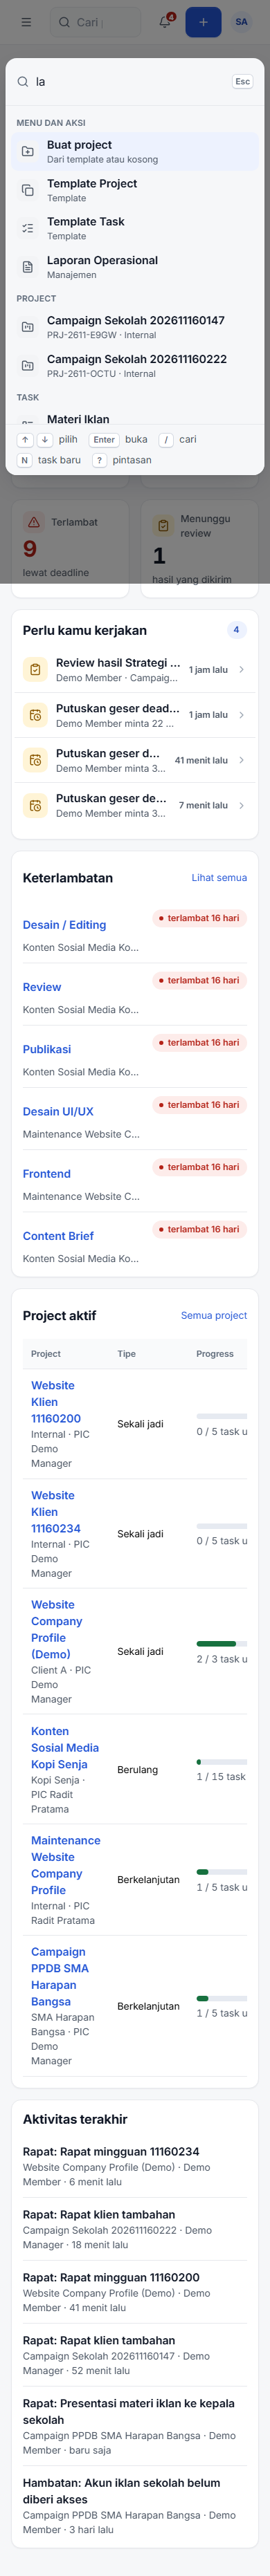 Cari
4
+
SA
la
Esc
MENU DAN AKSI
Buat project
Dari template atau kosong
Template Project
Template
Template Task
Template
Laporan Operasional
Manajemen
PROJECT
Campaign Sekolah 202611160147
PRJ-2611-E9GW · Internal
Campaign Sekolah 202611160222
PRJ-2611-OCTU · Internal
TASK
Materi Iklan
↑ ↓ pilih Enter buka / cari
N task baru ? pintasan
Terlambat
9
lewat deadline
Menunggu
review
1
hasil yang dikirim
Perlu kamu kerjakan
4
Review hasil Strategi ...
Demo Member · Campaig...
1 jam lalu
Putuskan geser dead...
Demo Member minta 22 ...
1 jam lalu
Putuskan geser d...
Demo Member minta 3...
41 menit lalu
Putuskan geser de...
Demo Member minta 3...
7 menit lalu
Keterlambatan
Lihat semua
Desain / Editing
terlambat 16 hari
Konten Sosial Media Ko...
Review
terlambat 16 hari
Konten Sosial Media Ko...
Publikasi
terlambat 16 hari
Konten Sosial Media Ko...
Desain UI/UX
terlambat 16 hari
Maintenance Website C...
Frontend
terlambat 16 hari
Maintenance Website C...
Content Brief
terlambat 16 hari
Konten Sosial Media Ko...
Project aktif
Semua project
Project Tipe Progress
Website
Klien
11160200
Internal · PIC
Demo
Manager
Sekali jadi
0 / 5 task u
Website
Klien
11160234
Internal · PIC
Demo
Manager
Sekali jadi
0 / 5 task u
Website
Company
Profile
(Demo)
Client A · PIC
Demo
Manager
Sekali jadi
2 / 3 task u
Konten
Sosial Media
Kopi Senja
Kopi Senja ·
PIC Radit
Pratama
Berulang
1 / 15 task
Maintenance
Website
Company
Profile
Internal · PIC
Radit Pratama
Berkelanjutan
1 / 5 task u
Campaign
PPDB SMA
Harapan
Bangsa
SMA Harapan
Bangsa · PIC
Demo
Manager
Berkelanjutan
1 / 5 task u
Aktivitas terakhir
Rapat: Rapat mingguan 11160234
Website Company Profile (Demo) · Demo
Member · 6 menit lalu
Rapat: Rapat klien tambahan
Campaign Sekolah 202611160222 · Demo
Manager · 18 menit lalu
Rapat: Rapat mingguan 11160200
Website Company Profile (Demo) · Demo
Member · 41 menit lalu
Rapat: Rapat klien tambahan
Campaign Sekolah 202611160147 · Demo
Manager · 52 menit lalu
Rapat: Presentasi materi iklan ke kepala
sekolah
Campaign PPDB SMA Harapan Bangsa · Demo
Member · baru saja
Hambatan: Akun iklan sekolah belum
diberi akses
Campaign PPDB SMA Harapan Bangsa · Demo
Member · 3 hari lalu